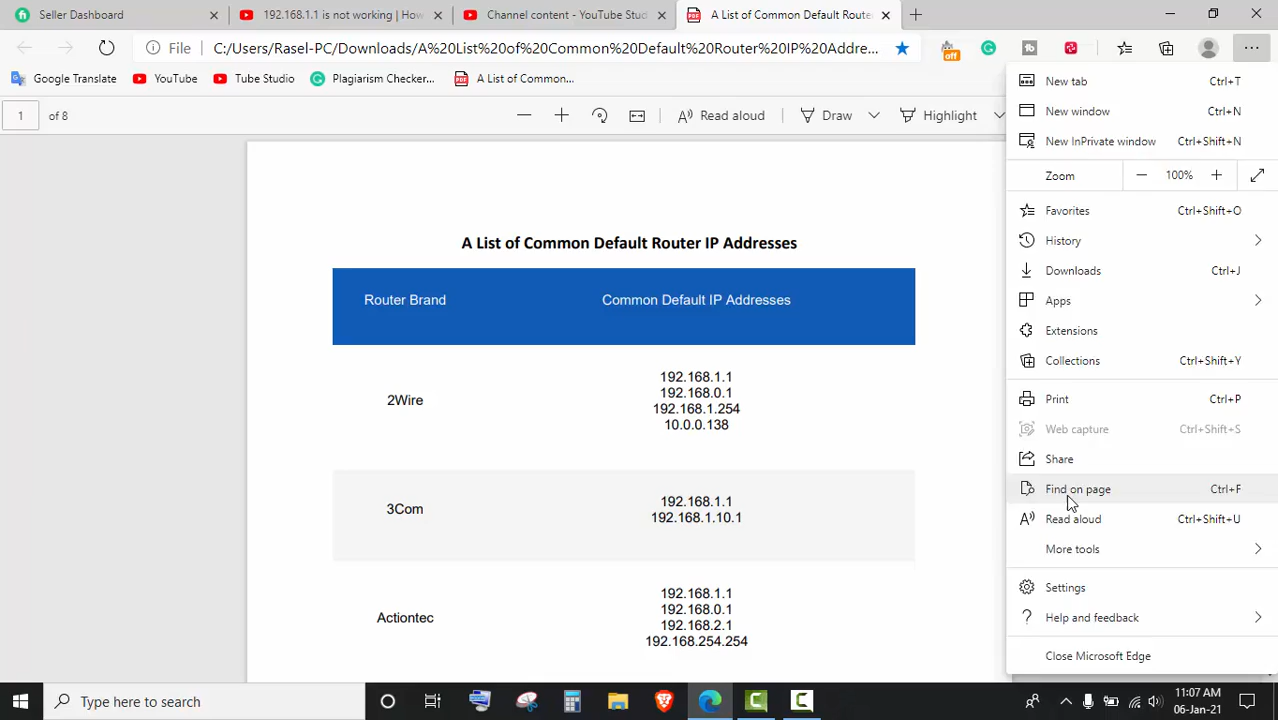 Seller Dashboard
192.168.1.1 is not working | How
Channel content - YouTube Stud
A List of Common Default Router
File
C:/Users/Rasel-PC/Downloads/A%20List%20of%20Common%20Default%20Router%20IP%20Addre...
off
Google Translate
YouTube
Tube Studio
Plagiarism Checker...
A List of Common...
1 of 8
Read aloud
Draw
Highlight
New tab Ctrl+T
New window Ctrl+N
New InPrivate window Ctrl+Shift+N
Zoom 100%
Favorites Ctrl+Shift+O
History
Downloads Ctrl+J
Apps
Extensions
Collections Ctrl+Shift+Y
Print Ctrl+P
Web capture Ctrl+Shift+S
Share
Find on page Ctrl+F
Read aloud Ctrl+Shift+U
More tools
Settings
Help and feedback
Close Microsoft Edge
A List of Common Default Router IP Addresses
Router Brand Common Default IP Addresses
2Wire
192.168.1.1
192.168.0.1
192.168.1.254
10.0.0.138
3Com
192.168.1.1
192.168.1.10.1
Actiontec
192.168.1.1
192.168.0.1
192.168.2.1
192.168.254.254
Type here to search
11:07 AM
06-Jan-21